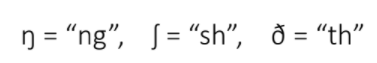 ŋ = “ng”, ʃ = “sh”, ð = “th”